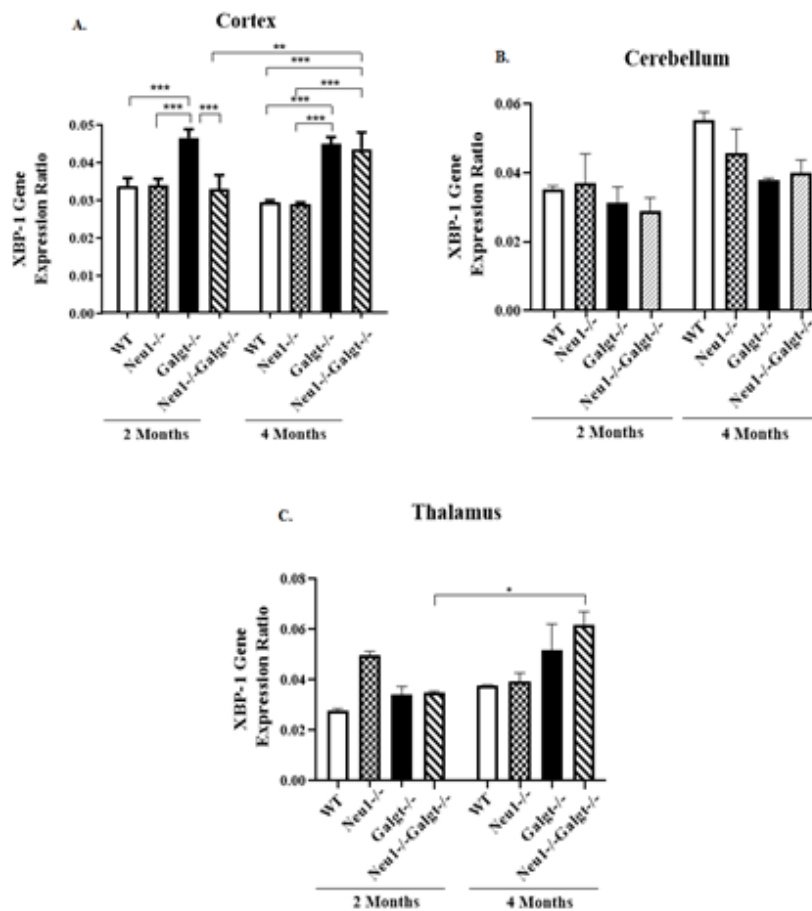 A.
Cortex
**
***
***
***
***
***
***
***
XBP-1 Gene
Expression Ratio
0.05
0.04
0.03
0.02
0.01
0.00
WT
Neu1-/-
Galgt-/-
Neu1-/-Galgt-/-
WT
Neu1-/-
Galgt-/-
Neu1-/-Galgt-/-
2 Months
4 Months
B.
Cerebellum
XBP-1 Gene
Expression Ratio
0.06
0.04
0.02
0.00
WT
Neu1-/-
Galgt-/-
Neu1-/-Galgt-/-
WT
Neu1-/-
Galgt-/-
Neu1-/-Galgt-/-
2 Months
4 Months
C.
Thalamus
*
XBP-1 Gene
Expression Ratio
0.08
0.06
0.04
0.02
0.00
WT
Neu1-/-
Galgt-/-
Neu1-/-Galgt-/-
WT
Neu1-/-
Galgt-/-
Neu1-/-Galgt-/-
2 Months
4 Months